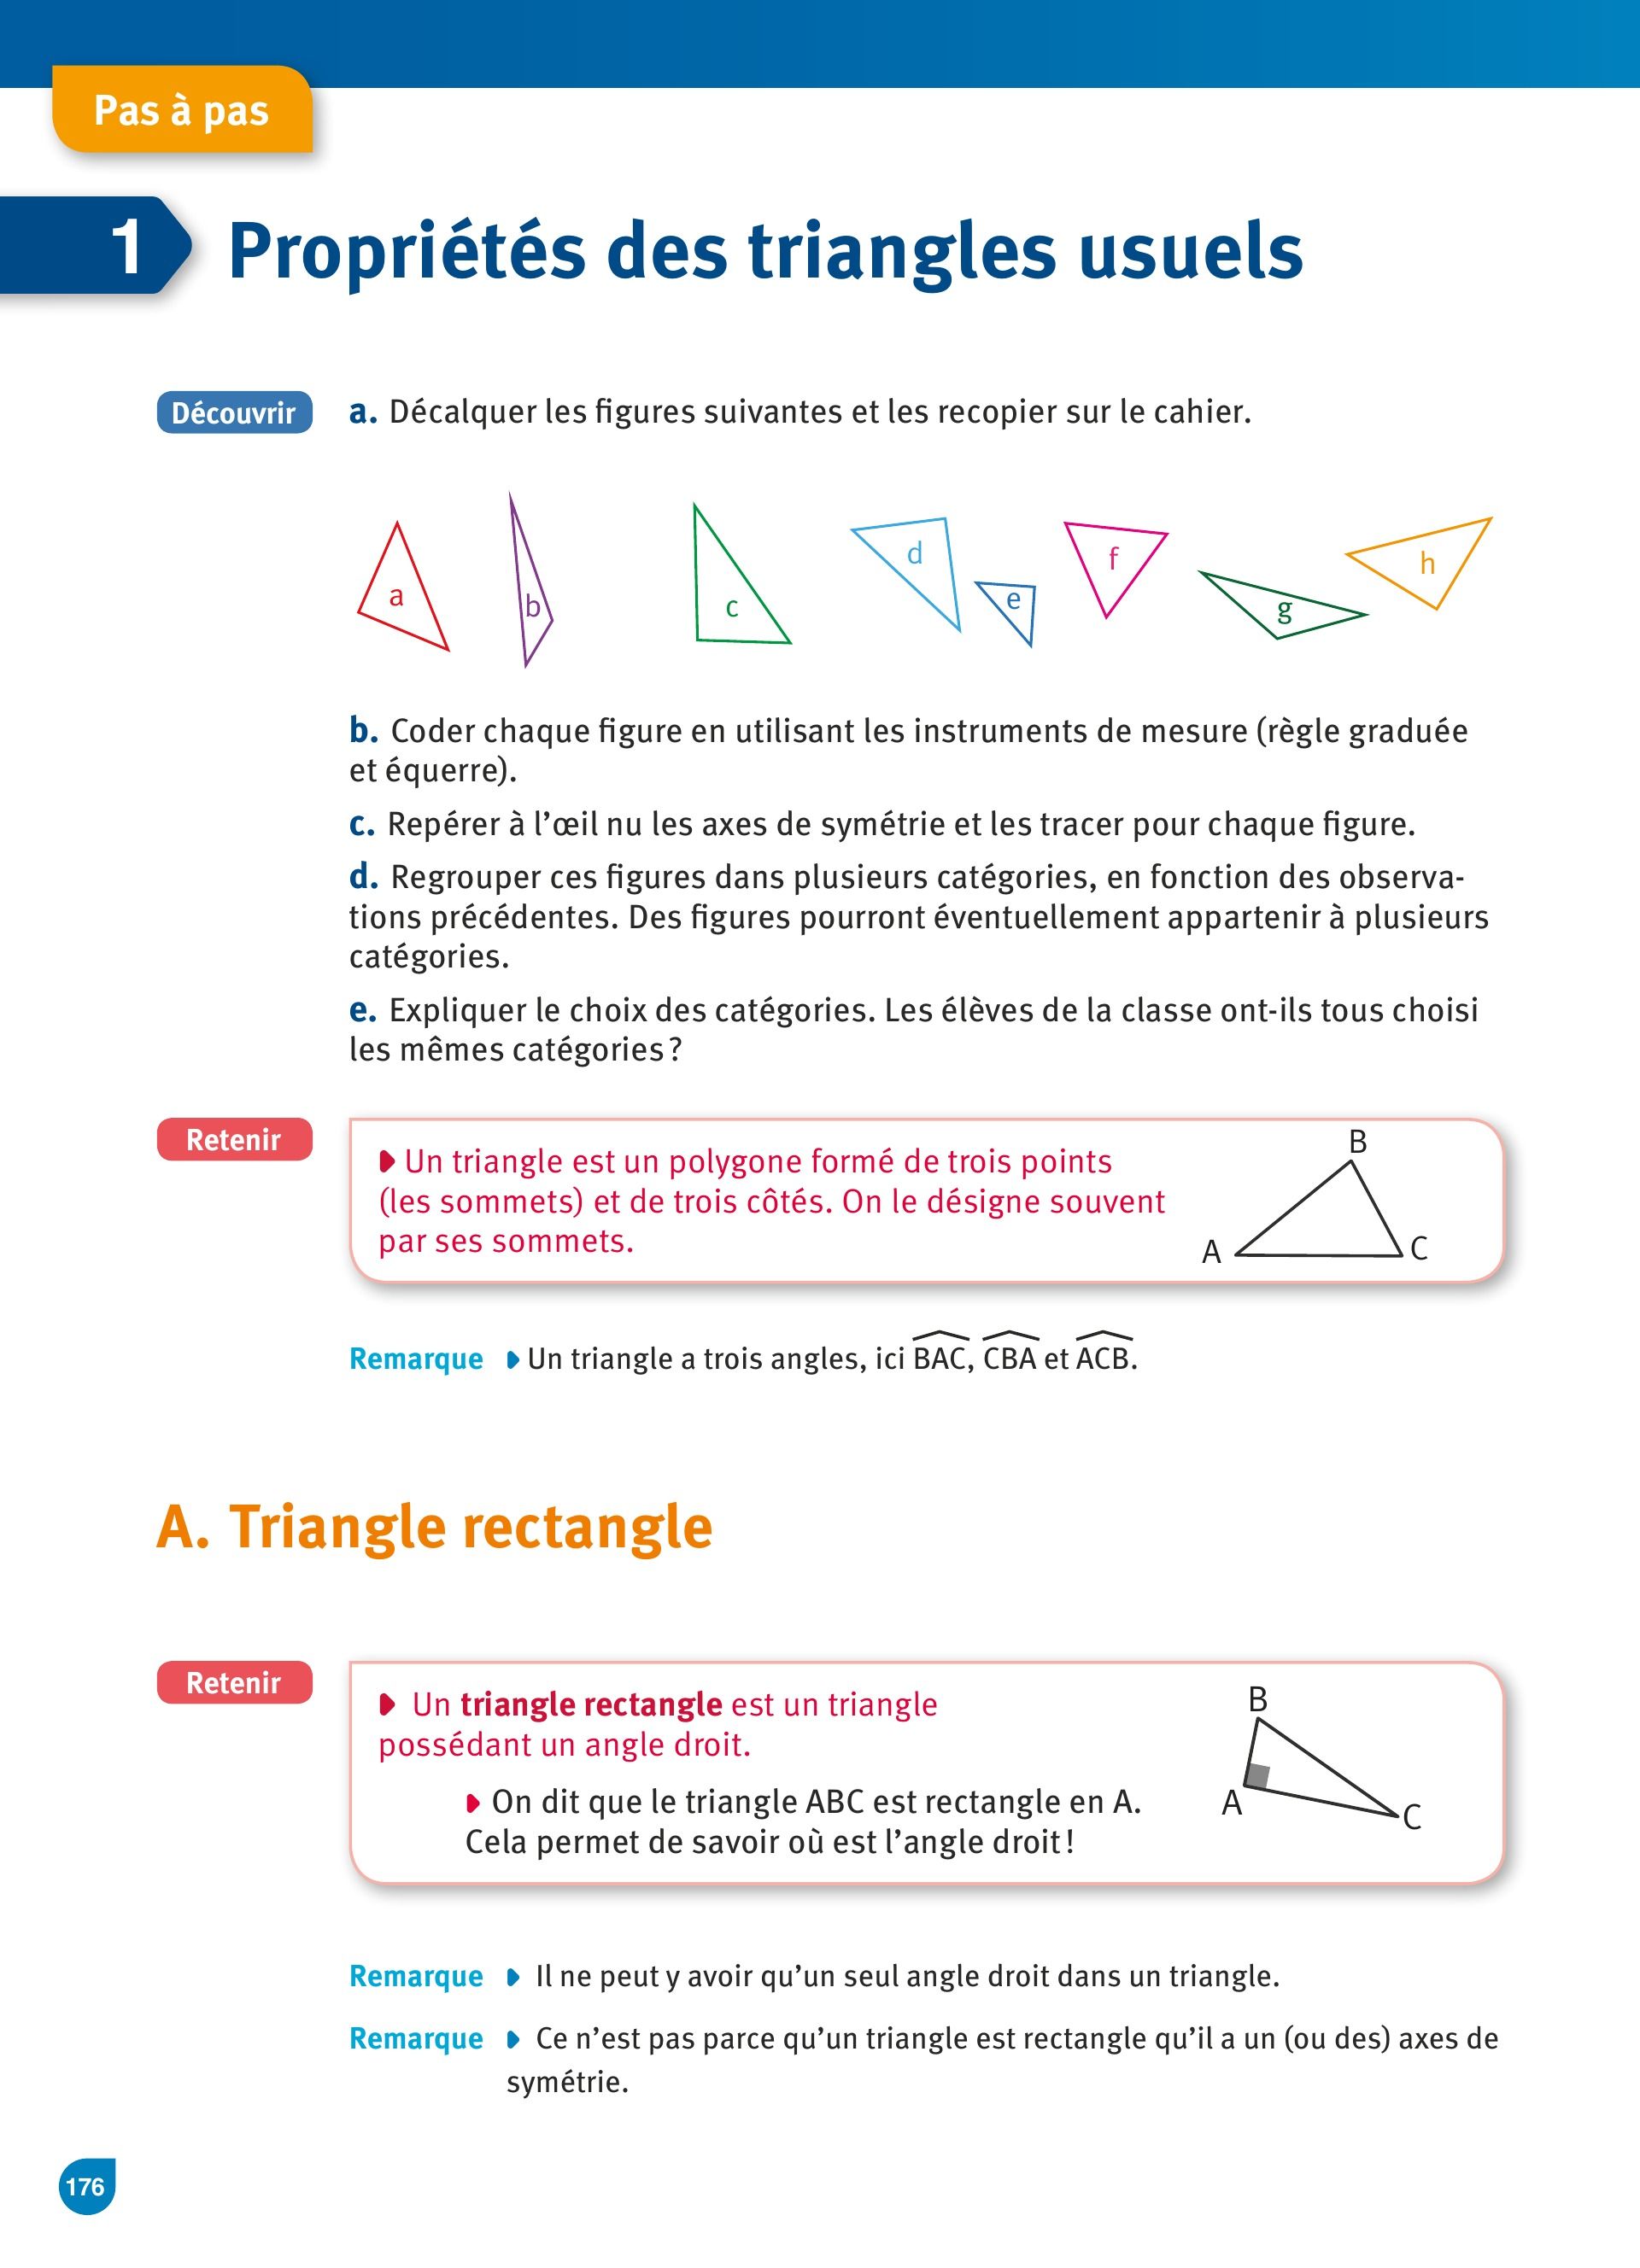 Pas à pas
1 Propriétés des triangles usuels
Découvrir a. Décalquer les figures suivantes et les recopier sur le cahier.
a b c d e f g h
b. Coder chaque figure en utilisant les instruments de mesure (règle graduée
et équerre).
c. Repérer à l’œil nu les axes de symétrie et les tracer pour chaque figure.
d. Regrouper ces figures dans plusieurs catégories, en fonction des observa-
tions précédentes. Des figures pourront éventuellement appartenir à plusieurs
catégories.
e. Expliquer le choix des catégories. Les élèves de la classe ont-ils tous choisi
les mêmes catégories ?
Retenir
Un triangle est un polygone formé de trois points
(les sommets) et de trois côtés. On le désigne souvent
par ses sommets.
B
A C
Remarque Un triangle a trois angles, ici BAC, CBA et ACB.
A. Triangle rectangle
Retenir
Un triangle rectangle est un triangle
possédant un angle droit.
On dit que le triangle ABC est rectangle en A.
Cela permet de savoir où est l’angle droit !
B
A
C
Remarque Il ne peut y avoir qu’un seul angle droit dans un triangle.
Remarque Ce n’est pas parce qu’un triangle est rectangle qu’il a un (ou des) axes de
symétrie.
176